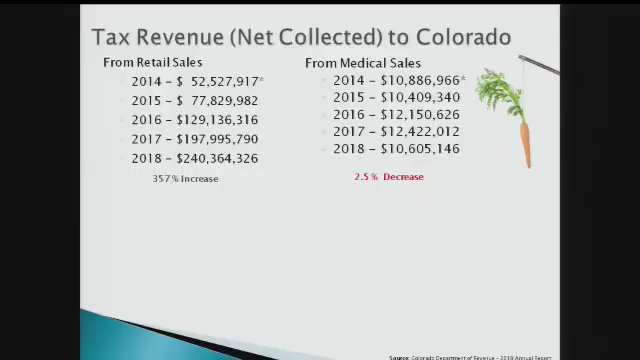 Tax Revenue (Net Collected) to Colorado
From Retail Sales
2014 – $ 52,527,917*
2015 – $ 77,829,982
2016 – $129,136,316
2017 – $197,995,790
2018 – $240,364,326
357% Increase
From Medical Sales
2014 – $10,886,966*
2015 – $10,409,340
2016 – $12,150,626
2017 – $12,422,012
2018 – $10,605,146
2.5% Decrease
Source: Colorado Department of Revenue – 2018 Annual Report